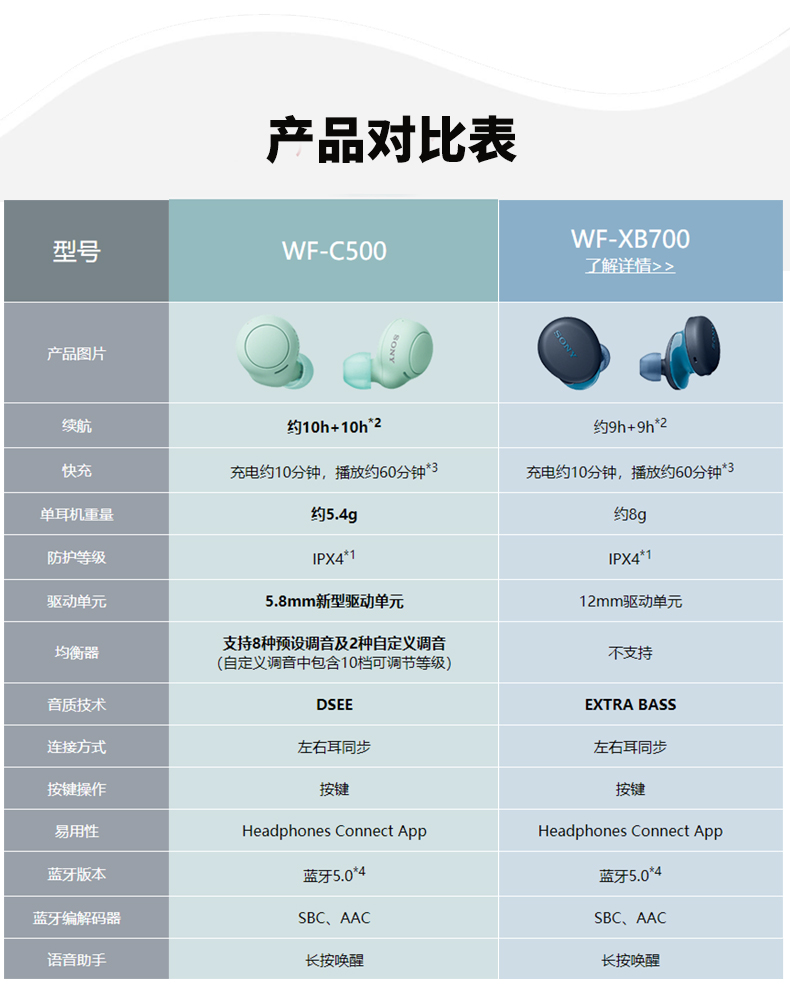 产品对比表
型号 WF-C500 WF-XB700
了解详情>>
产品图片 SONY SONY SONY
续航 约10h+10h*2 约9h+9h*2
快充 充电约10分钟，播放约60分钟*3 充电约10分钟，播放约60分钟*3
单耳机重量 约5.4g 约8g
防护等级 IPX4*1 IPX4*1
驱动单元 5.8mm新型驱动单元 12mm驱动单元
均衡器 支持8种预设调音及2种自定义调音 不支持
（自定义调音中包含10档可调节等级）
音质技术 DSEE EXTRA BASS
连接方式 左右耳同步 左右耳同步
按键操作 按键 按键
易用性 Headphones Connect App Headphones Connect App
蓝牙版本 蓝牙5.0*4 蓝牙5.0*4
蓝牙编解码器 SBC、AAC SBC、AAC
语音助手 长按唤醒 长按唤醒